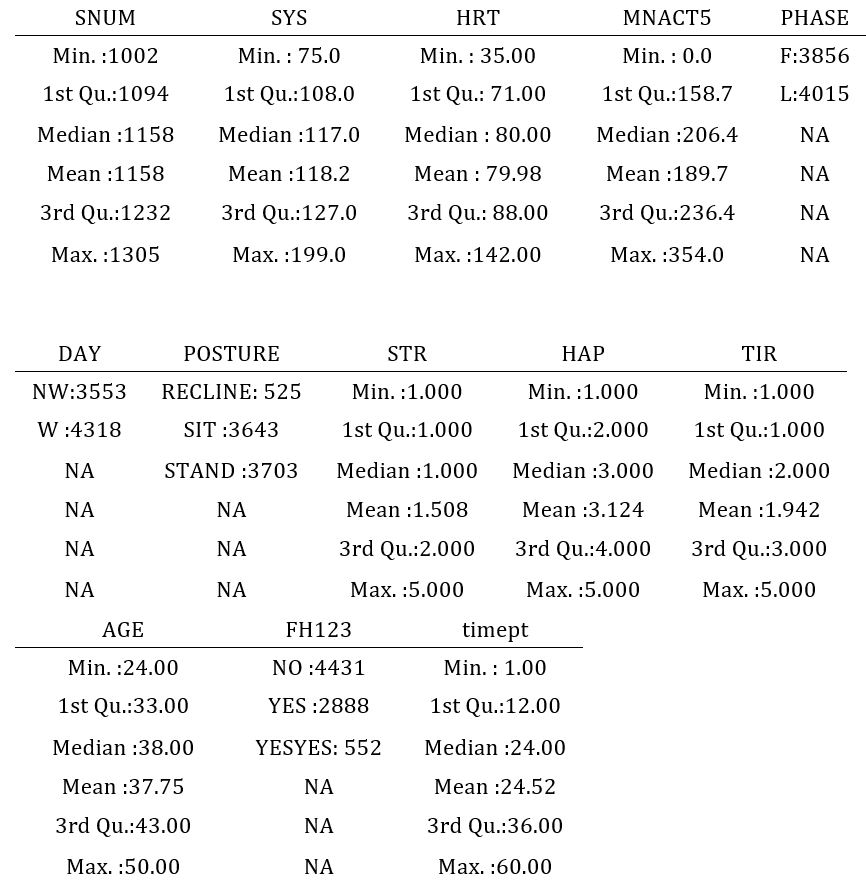 SNUM SYS HRT MNACT5 PHASE
Min. :1002 Min. : 75.0 Min. : 35.00 Min. : 0.0 F:3856
1st Qu.:1094 1st Qu.:108.0 1st Qu.: 71.00 1st Qu.:158.7 L:4015
Median :1158 Median :117.0 Median : 80.00 Median :206.4 NA
Mean :1158 Mean :118.2 Mean : 79.98 Mean :189.7 NA
3rd Qu.:1232 3rd Qu.:127.0 3rd Qu.: 88.00 3rd Qu.:236.4 NA
Max. :1305 Max. :199.0 Max. :142.00 Max. :354.0 NA
DAY POSTURE STR HAP TIR
NW:3553 RECLINE: 525 Min. :1.000 Min. :1.000 Min. :1.000
W :4318 SIT :3643 1st Qu.:1.000 1st Qu.:2.000 1st Qu.:1.000
NA STAND :3703 Median :1.000 Median :3.000 Median :2.000
NA NA Mean :1.508 Mean :3.124 Mean :1.942
NA NA 3rd Qu.:2.000 3rd Qu.:4.000 3rd Qu.:3.000
NA NA Max. :5.000 Max. :5.000 Max. :5.000
AGE FH123 timept
Min. :24.00 NO :4431 Min. : 1.00
1st Qu.:33.00 YES :2888 1st Qu.:12.00
Median :38.00 YESYES: 552 Median :24.00
Mean :37.75 NA Mean :24.52
3rd Qu.:43.00 NA 3rd Qu.:36.00
Max. :50.00 NA Max. :60.00